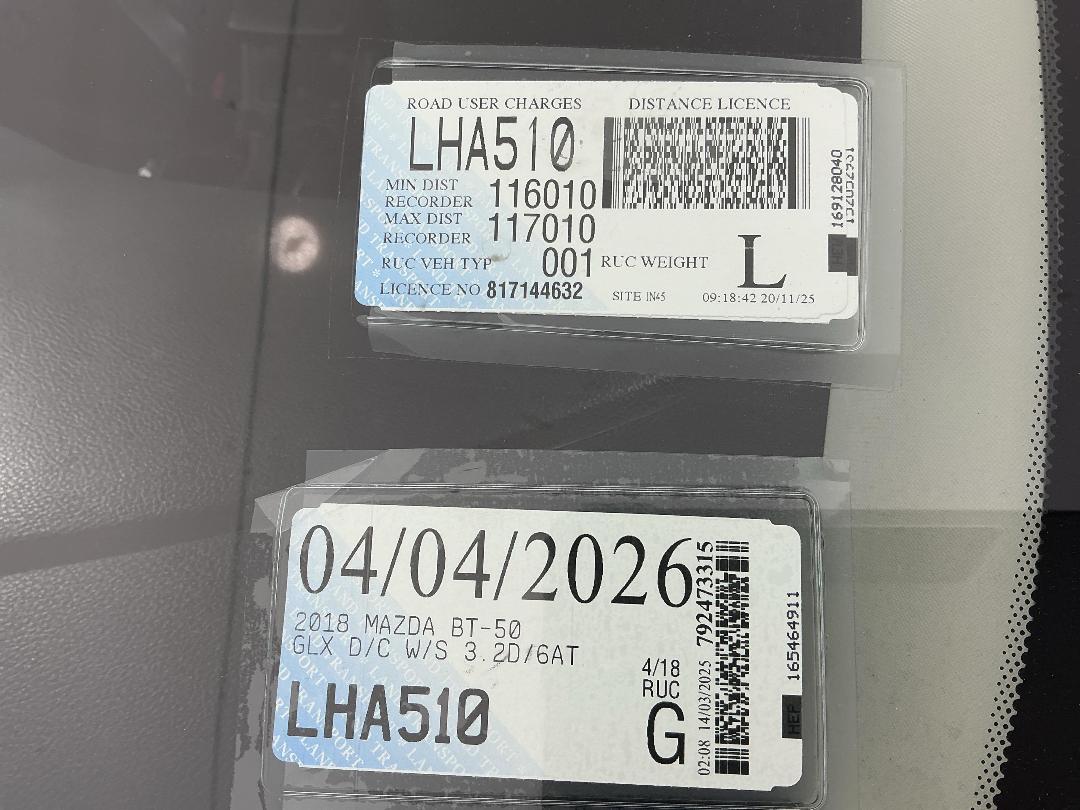 ROAD USER CHARGES DISTANCE LICENCE
LHA510
MIN DIST RECORDER 116010
MAX DIST RECORDER 117010
RUC VEH TYP 001 RUC WEIGHT L
LICENCE NO 817144632 SITE IN45 09:18:42 20/11/25
169128040
HEP
04/04/2026
2018 MAZDA BT-50
GLX D/C W/S 3.2D/6AT
LHA510
4/18
RUC
G
02:08 14/03/2025 792473315
HEP 165464911